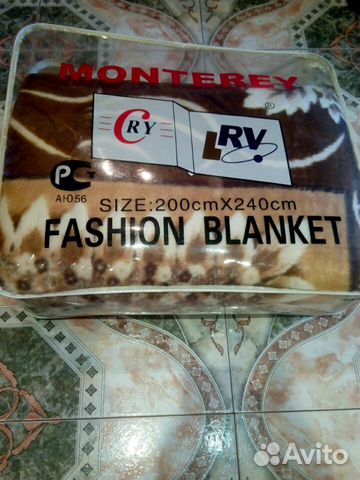 MONTEREY
®
CRY LRV
PCT
AЮ56
SIZE:200cmX240cm
FASHION BLANKET
Avito